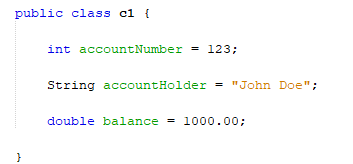 public class c1 {
int accountNumber = 123;
String accountHolder = "John Doe";
double balance = 1000.00;
}